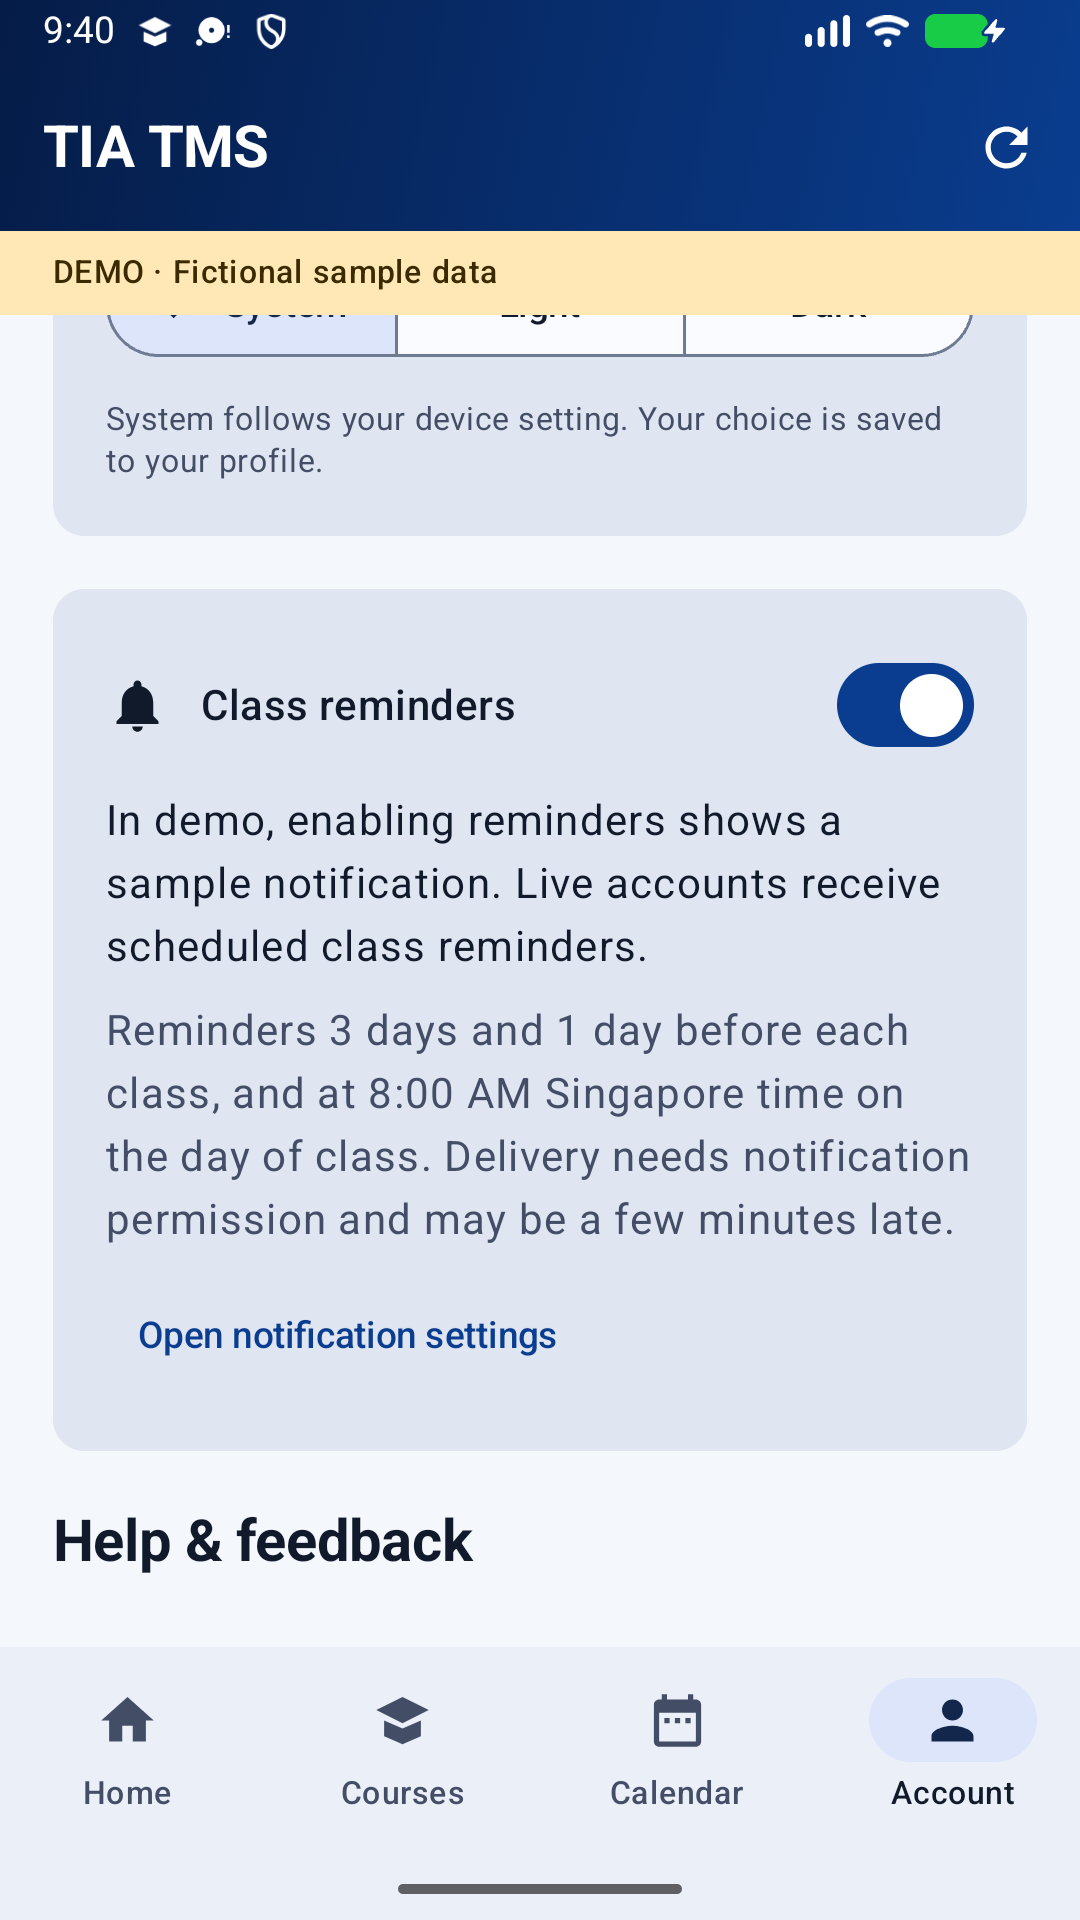 9:40
TIA TMS
DEMO · Fictional sample data
System Light Dark
System follows your device setting. Your choice is saved
to your profile.
Class reminders
In demo, enabling reminders shows a
sample notification. Live accounts receive
scheduled class reminders.
Reminders 3 days and 1 day before each
class, and at 8:00 AM Singapore time on
the day of class. Delivery needs notification
permission and may be a few minutes late.
Open notification settings
Help & feedback
Home Courses Calendar Account